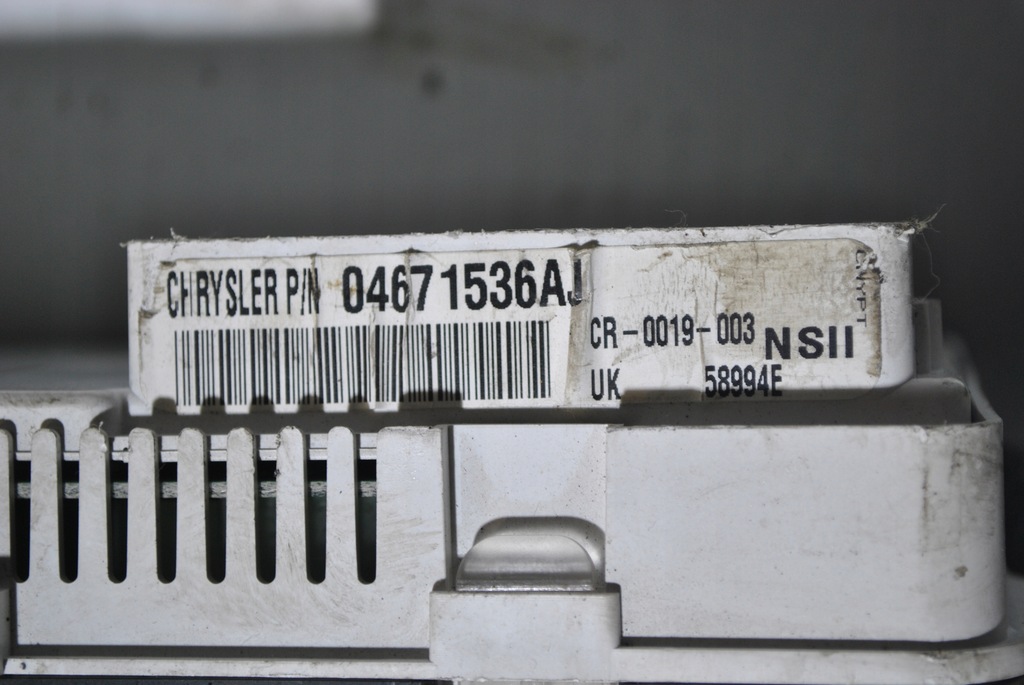 CHRYSLER P/N 04671536AJ
CR-0019-003 NSII
UK 58994E